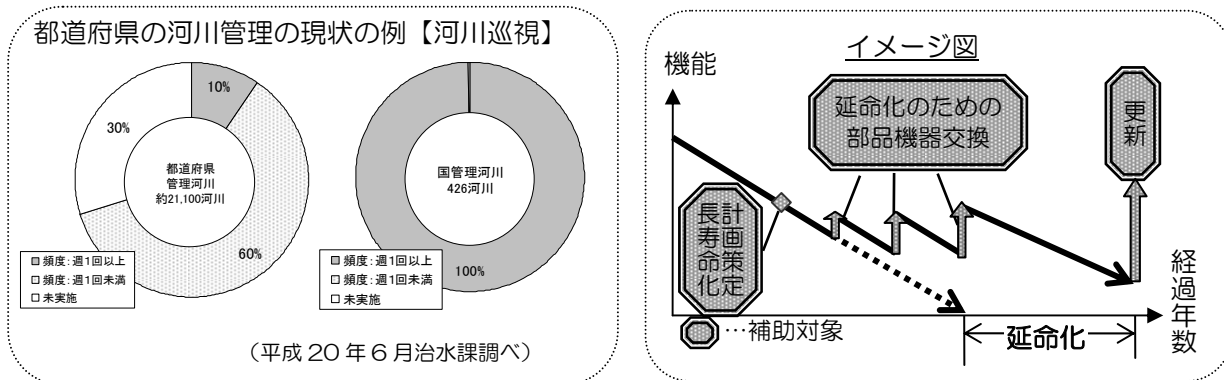 都道府県の河川管理の現状の例【河川巡視】
10%
30%
60%
都道府県
管理河川
約21,100河川
頻度：週1回以上
頻度：週1回未満
未実施
国管理河川
426河川
100%
頻度：週1回以上
頻度：週1回未満
未実施
（平成20年6月治水課調べ）
イメージ図
機能
延命化のための
部品機器交換
更新
長寿命化
計画策定
経過年数
…補助対象
延命化